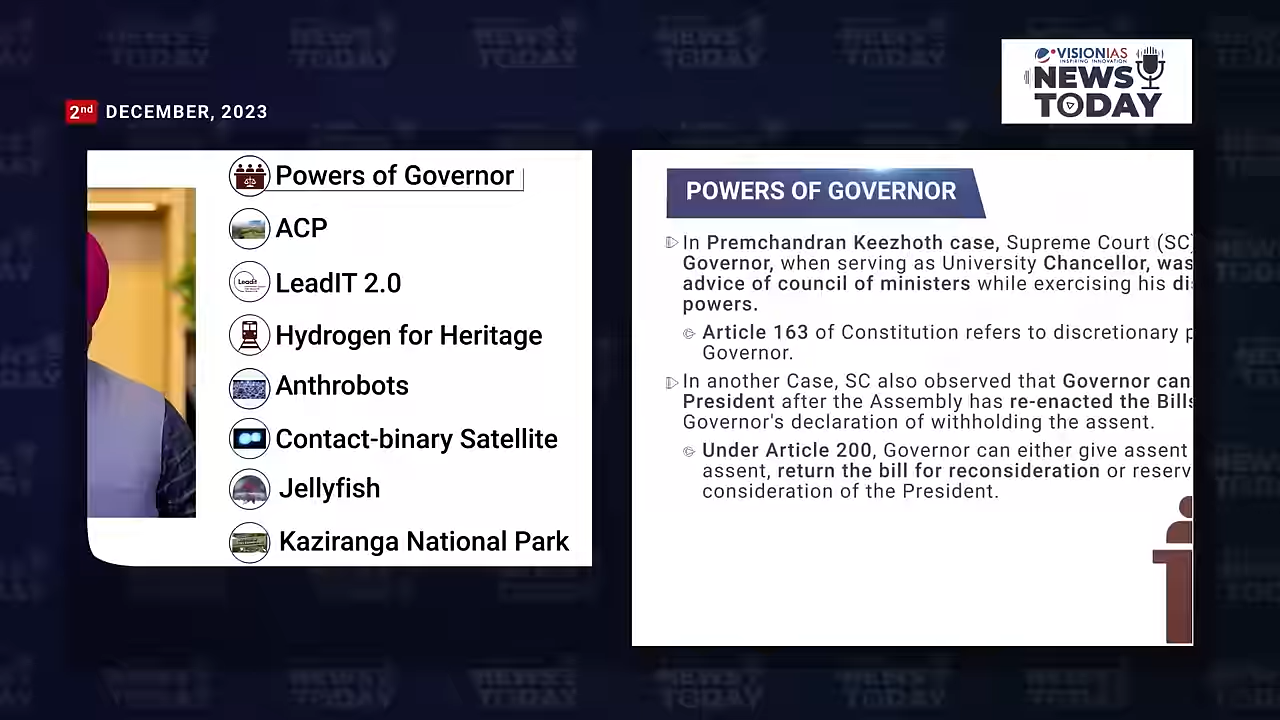 VISIONIAS
INSPIRING INNOVATION
NEWS
TODAY
2nd DECEMBER, 2023
Powers of Governor
ACP
LeadIT 2.0
Hydrogen for Heritage
Anthrobots
Contact-binary Satellite
Jellyfish
Kaziranga National Park
POWERS OF GOVERNOR
In Premchandran Keezhoth case, Supreme Court (SC)
Governor, when serving as University Chancellor, was
advice of council of ministers while exercising his
powers.
Article 163 of Constitution refers to discretionary
Governor.
In another Case, SC also observed that Governor can
President after the Assembly has re-enacted the Bills
Governor's declaration of withholding the assent.
Under Article 200, Governor can either give assent
assent, return the bill for reconsideration or reserv
consideration of the President.